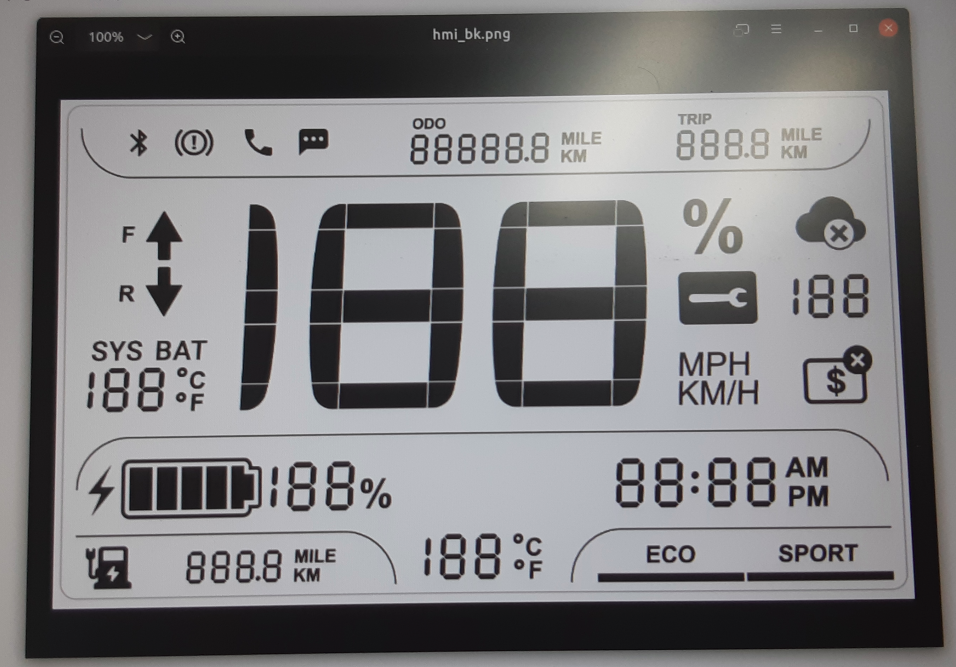 100%
hmi_bk.png
ODO
88888.8 MILE
KM
TRIP
888.8 MILE
KM
F
R
SYS BAT
188 °C
°F
188
%
188
MPH
KM/H
$
188%
88:88 AM
PM
888.8 MILE
KM
188 °C
°F
ECO
SPORT